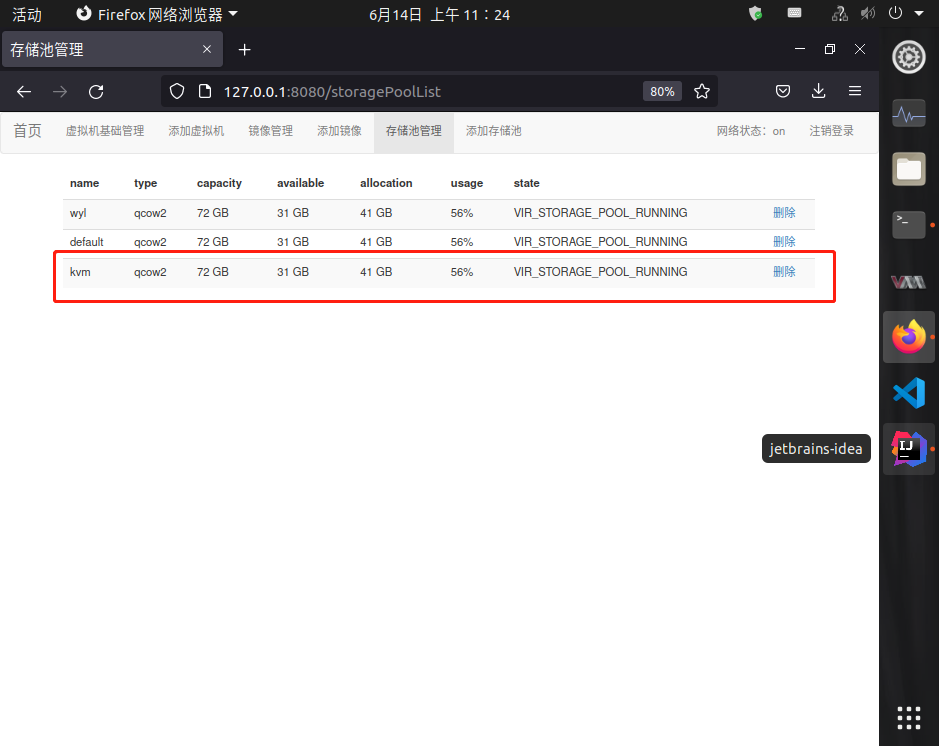 活动 Firefox 网络浏览器 6月14日 上午 11：24
存储池管理
127.0.0.1:8080/storagePoolList 80%
首页 虚拟机基础管理 添加虚拟机 镜像管理 添加镜像 存储池管理 添加存储池 网络状态：on 注销登录
name type capacity available allocation usage state
wyl qcow2 72 GB 31 GB 41 GB 56% VIR_STORAGE_POOL_RUNNING 删除
default qcow2 72 GB 31 GB 41 GB 56% VIR_STORAGE_POOL_RUNNING 删除
kvm qcow2 72 GB 31 GB 41 GB 56% VIR_STORAGE_POOL_RUNNING 删除
jetbrains-idea
IJ